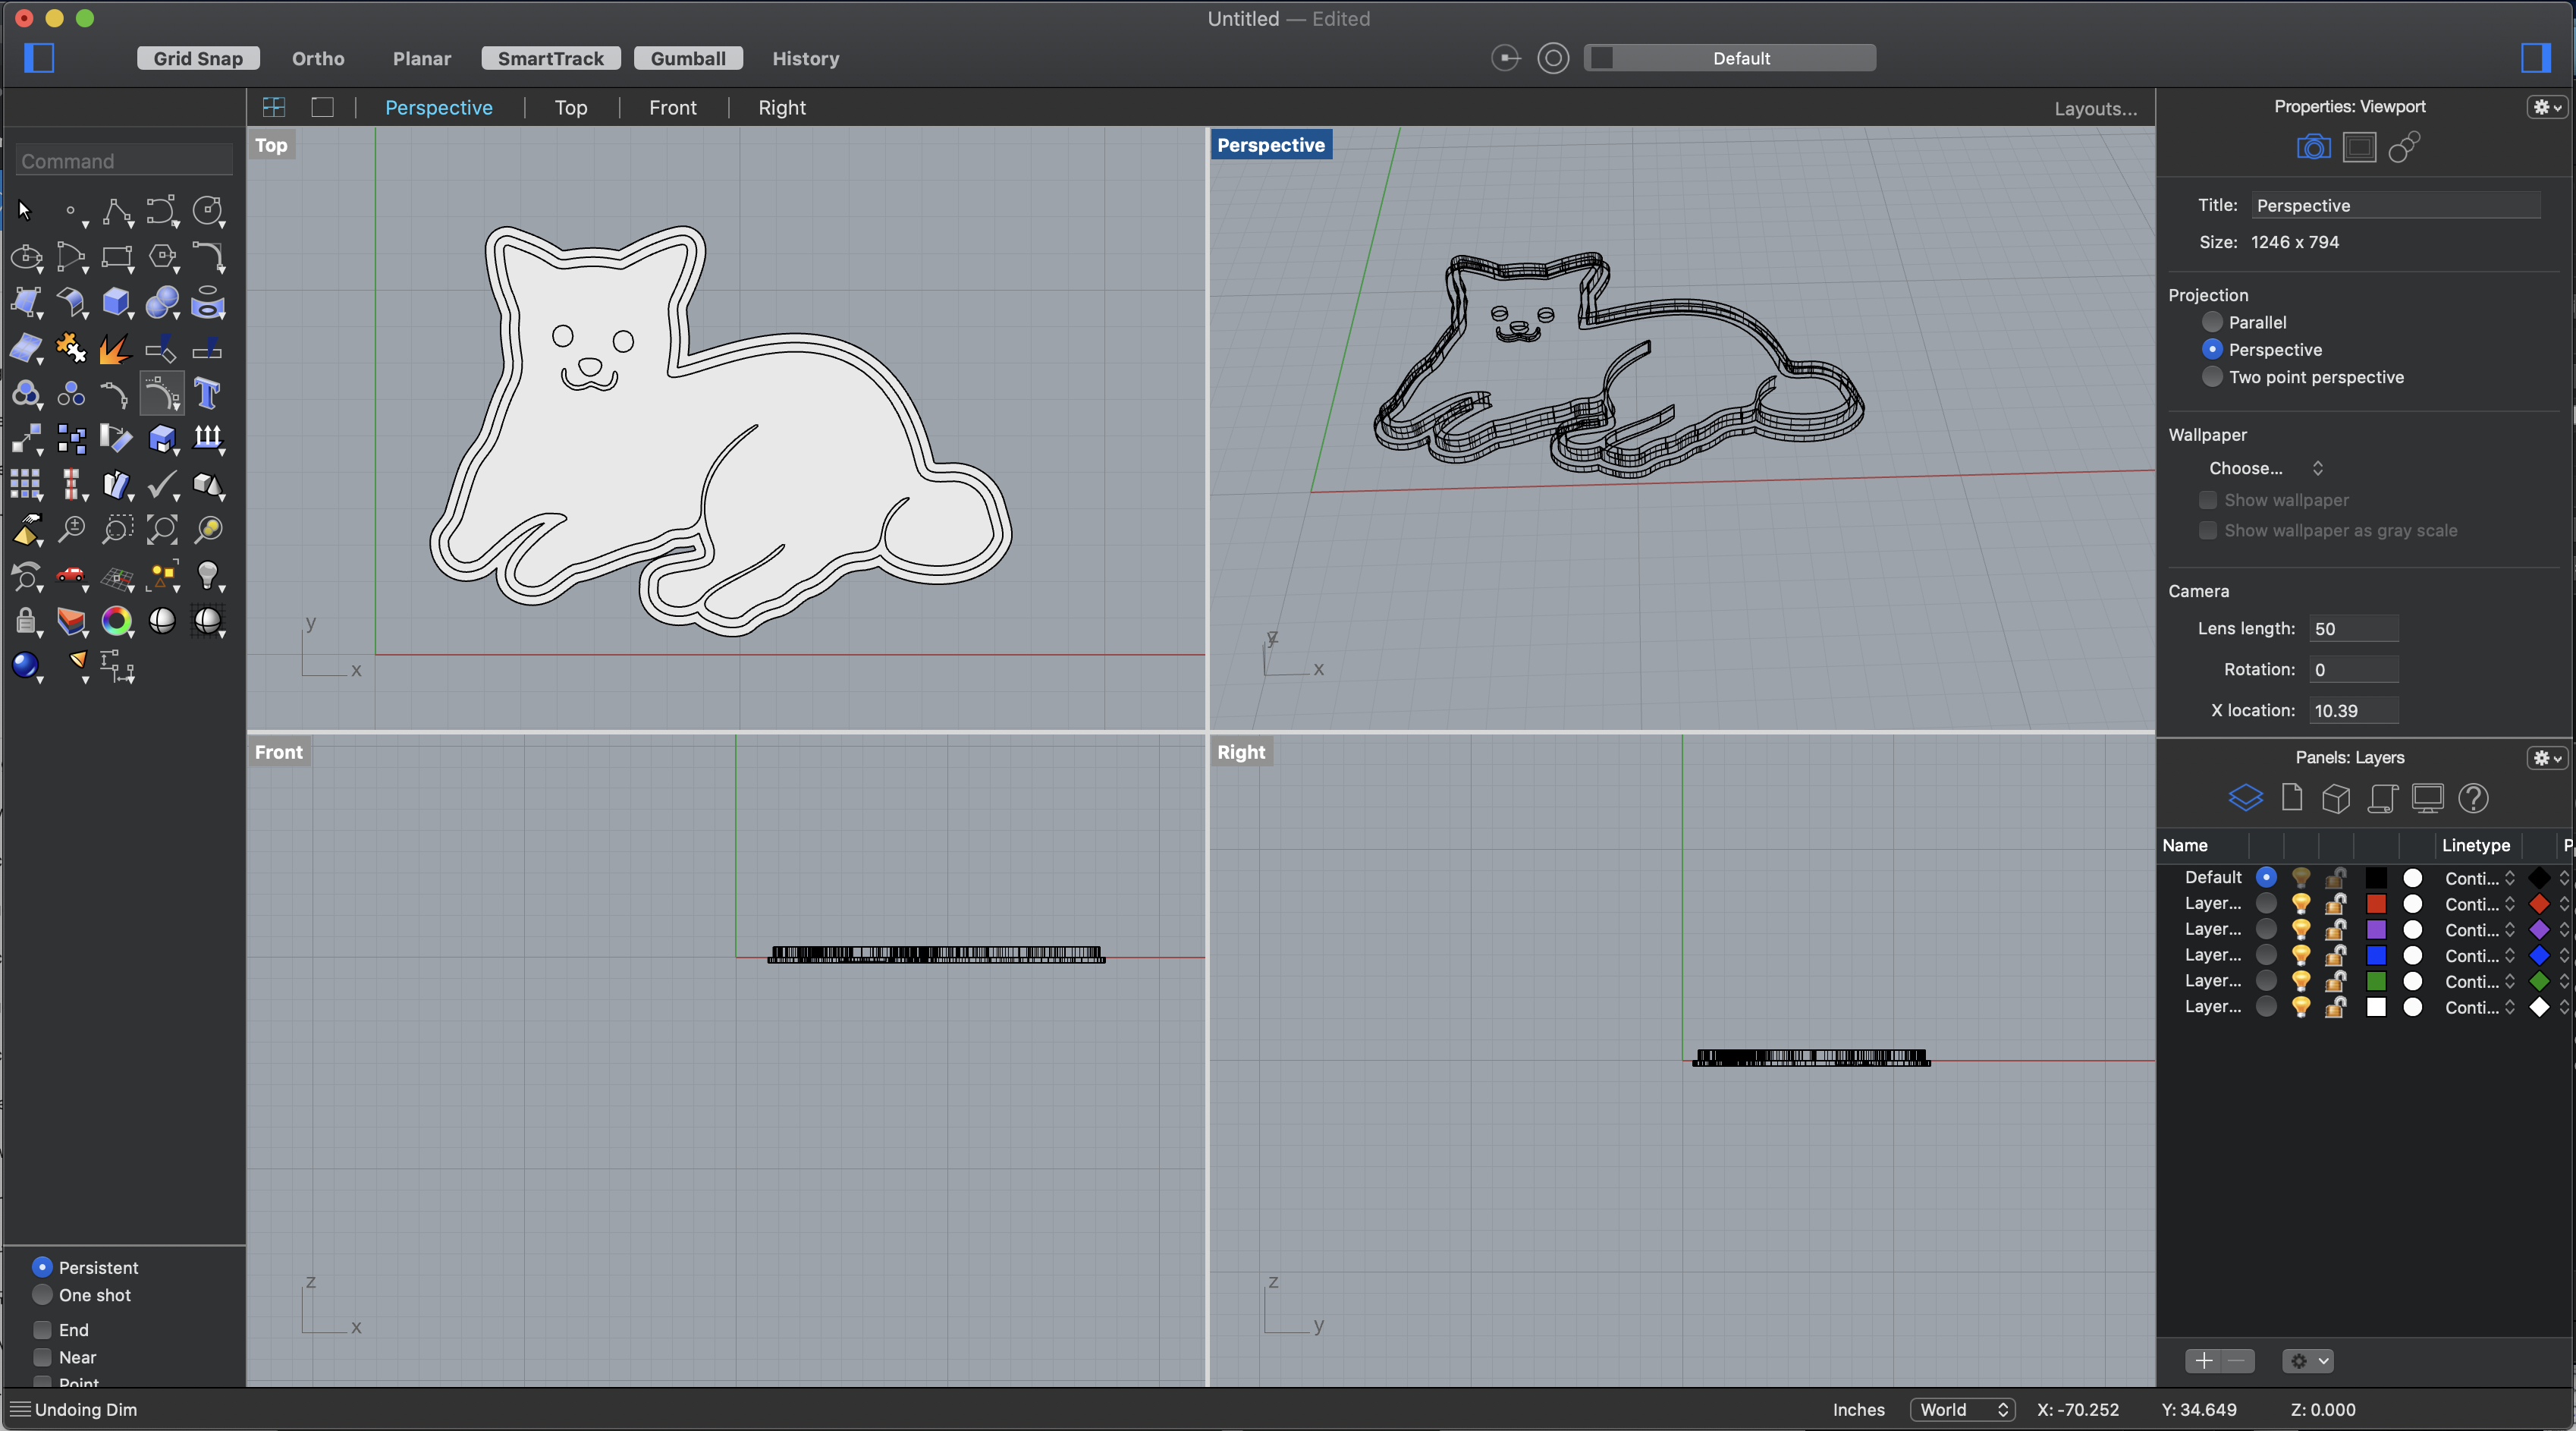 Untitled — Edited
Grid Snap Ortho Planar SmartTrack Gumball History Default
Perspective Top Front Right Layouts...
Command
Top
y
x
Perspective
z
y
x
Front
z
x
Right
z
y
Properties: Viewport
Title: Perspective
Size: 1246 x 794
Projection
Parallel
Perspective
Two point perspective
Wallpaper
Choose...
Show wallpaper
Show wallpaper as gray scale
Camera
Lens length: 50
Rotation: 0
X location: 10.39
Panels: Layers
Name Linetype P
Default Conti...
Layer... Conti...
Layer... Conti...
Layer... Conti...
Layer... Conti...
Layer... Conti...
Persistent
One shot
End
Near
Point
Undoing Dim
Inches World X: -70.252 Y: 34.649 Z: 0.000